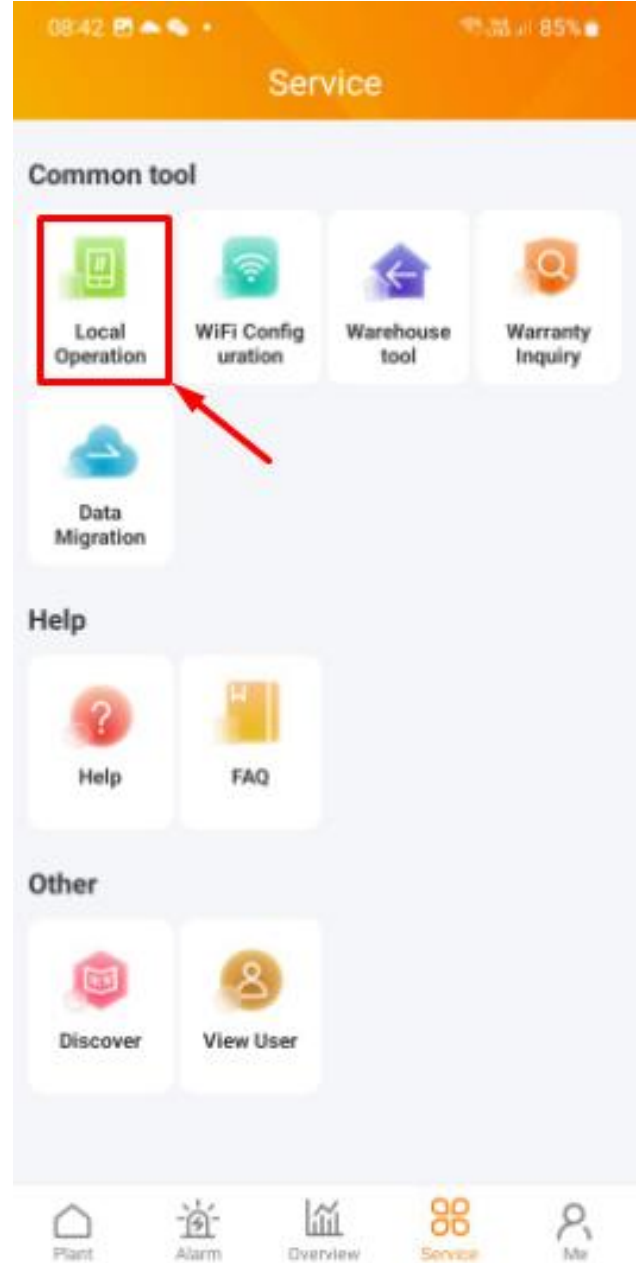 08:42
85%
Service
Common tool
Local
Operation
WiFi Config
uration
Warehouse
tool
Warranty
Inquiry
Data
Migration
Help
Help
FAQ
Other
Discover
View User
Plant
Alarm
Overview
Service
Me